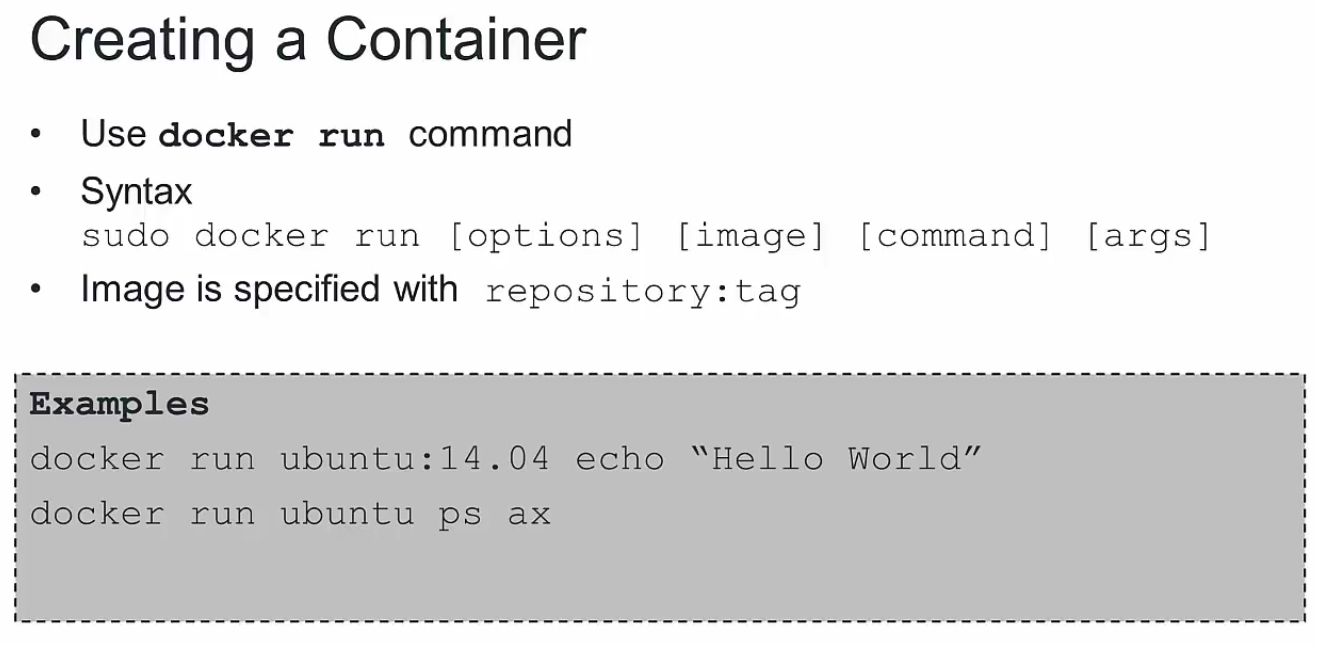 Creating a Container
• Use docker run command
• Syntax
sudo docker run [options] [image] [command] [args]
• Image is specified with repository:tag
Examples
docker run ubuntu:14.04 echo “Hello World”
docker run ubuntu ps ax